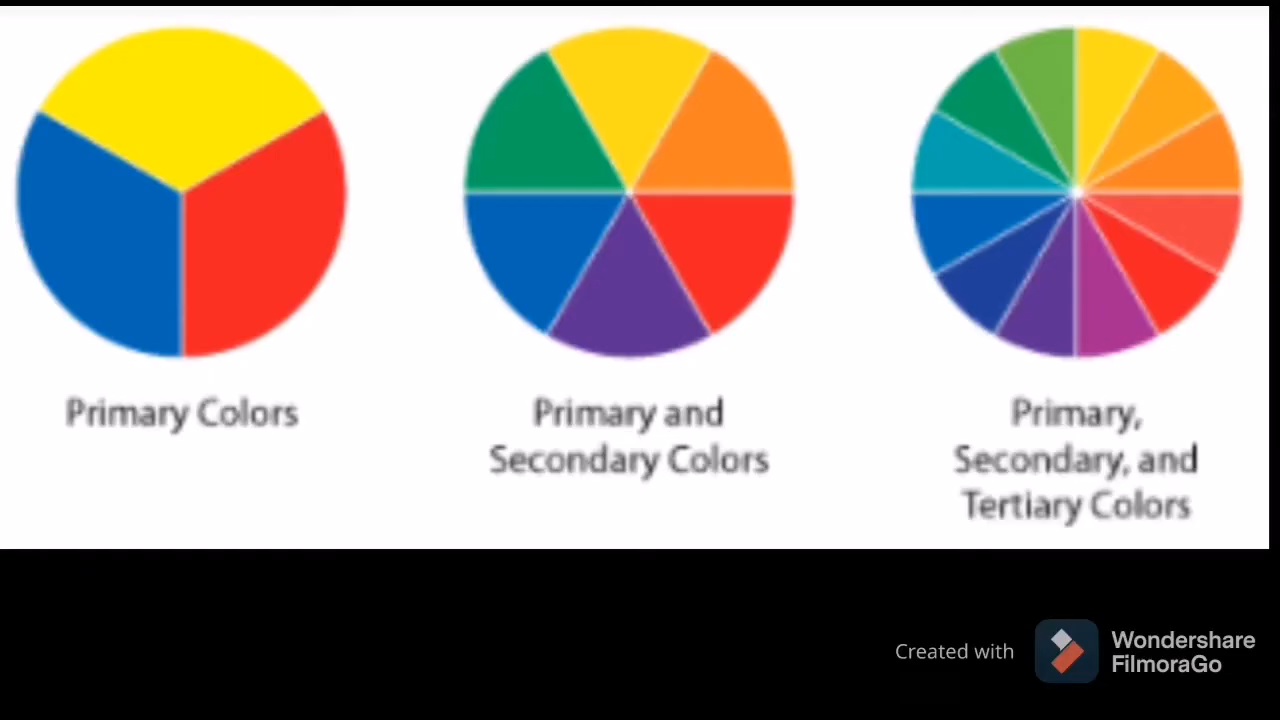 Primary Colors
Primary and
Secondary Colors
Primary,
Secondary, and
Tertiary Colors
Created with
Wondershare
FilmoraGo